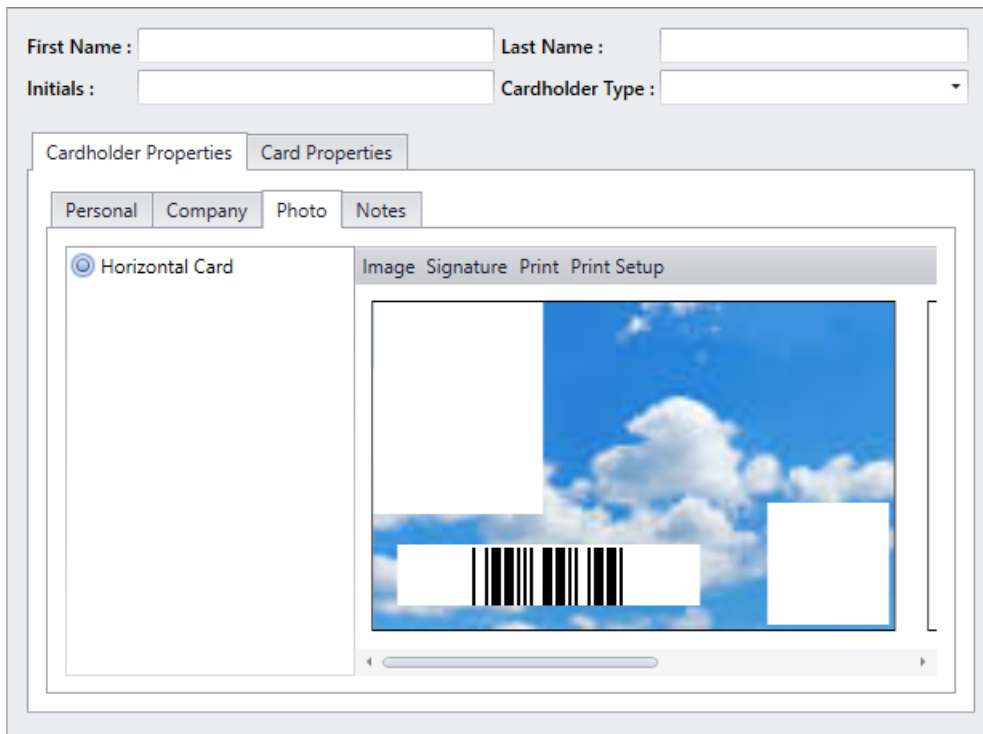 First Name : Last Name :
Initials : Cardholder Type :
Cardholder Properties Card Properties
Personal Company Photo Notes
Horizontal Card
Image Signature Print Print Setup